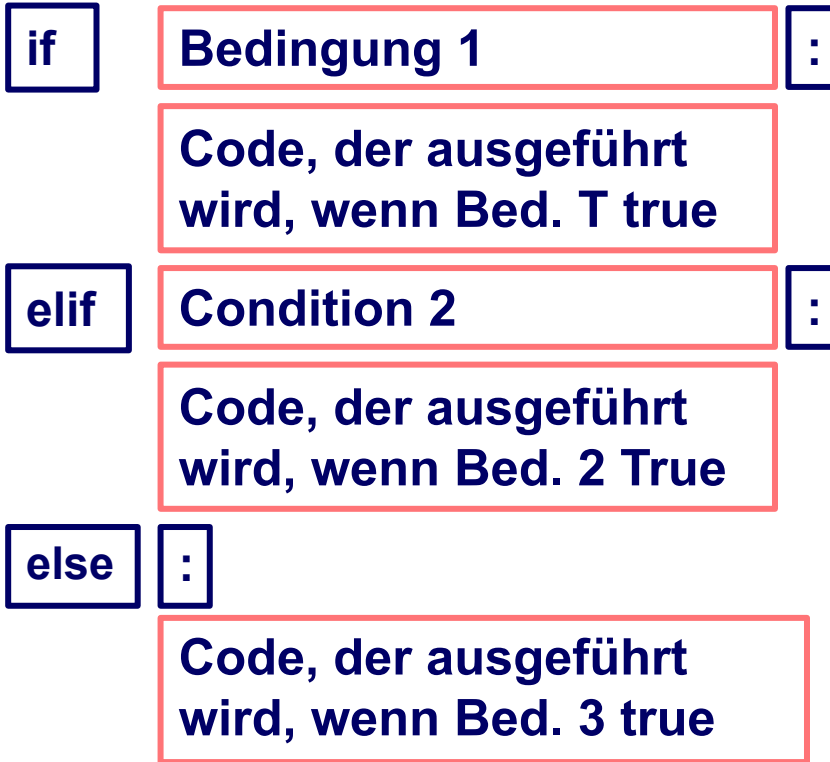 if Bedingung 1 :
Code, der ausgeführt
wird, wenn Bed. T true
elif Condition 2 :
Code, der ausgeführt
wird, wenn Bed. 2 True
else :
Code, der ausgeführt
wird, wenn Bed. 3 true